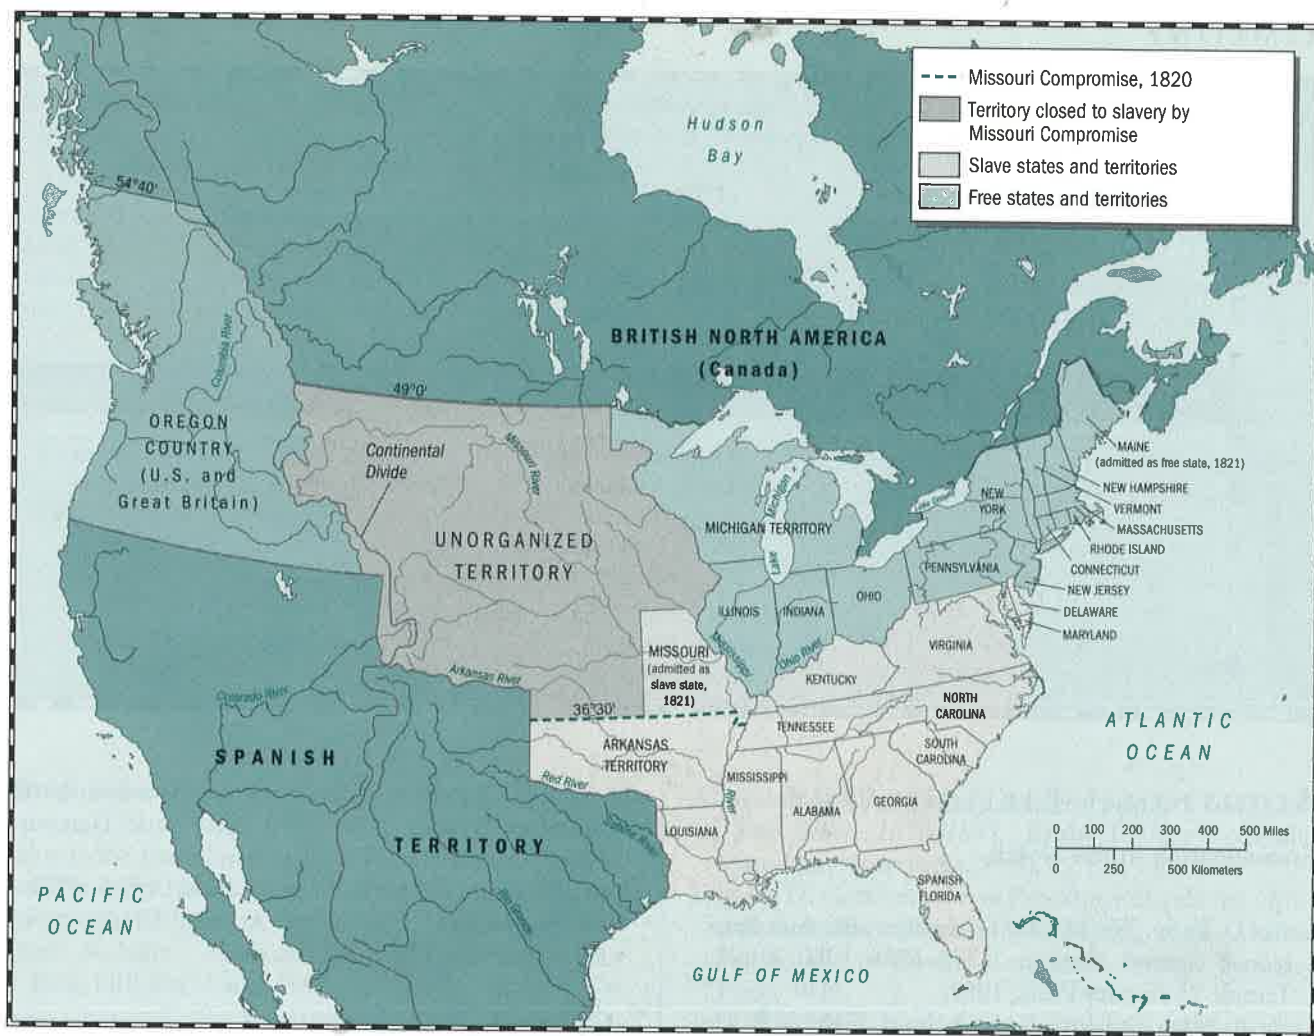 Missouri Compromise, 1820
Territory closed to slavery by
Missouri Compromise
Slave states and territories
Free states and territories
Hudson
Bay
54°40'
BRITISH NORTH AMERICA
(Canada)
Columbia River
49°0'
OREGON
COUNTRY
(U.S. and
Great Britain)
Continental
Divide
Missouri River
UNORGANIZED
TERRITORY
MICHIGAN TERRITORY
Lake Michigan
MAINE
(admitted as free state, 1821)
NEW HAMPSHIRE
VERMONT
MASSACHUSETTS
RHODE ISLAND
CONNECTICUT
NEW JERSEY
DELAWARE
MARYLAND
NEW
YORK
PENNSYLVANIA
ILLINOIS
INDIANA
OHIO
Ohio River
VIRGINIA
KENTUCKY
MISSOURI
(admitted as
slave state,
1821)
Mississippi
River
Arkansas River
36°30'
Colorado River
NORTH
CAROLINA
TENNESSEE
SOUTH
CAROLINA
ARKANSAS
TERRITORY
Red River
MISSISSIPPI
ALABAMA
GEORGIA
LOUISIANA
SPANISH
TERRITORY
SPANISH
FLORIDA
ATLANTIC
OCEAN
0 100 200 300 400 500 Miles
0 250 500 Kilometers
PACIFIC
OCEAN
GULF OF MEXICO